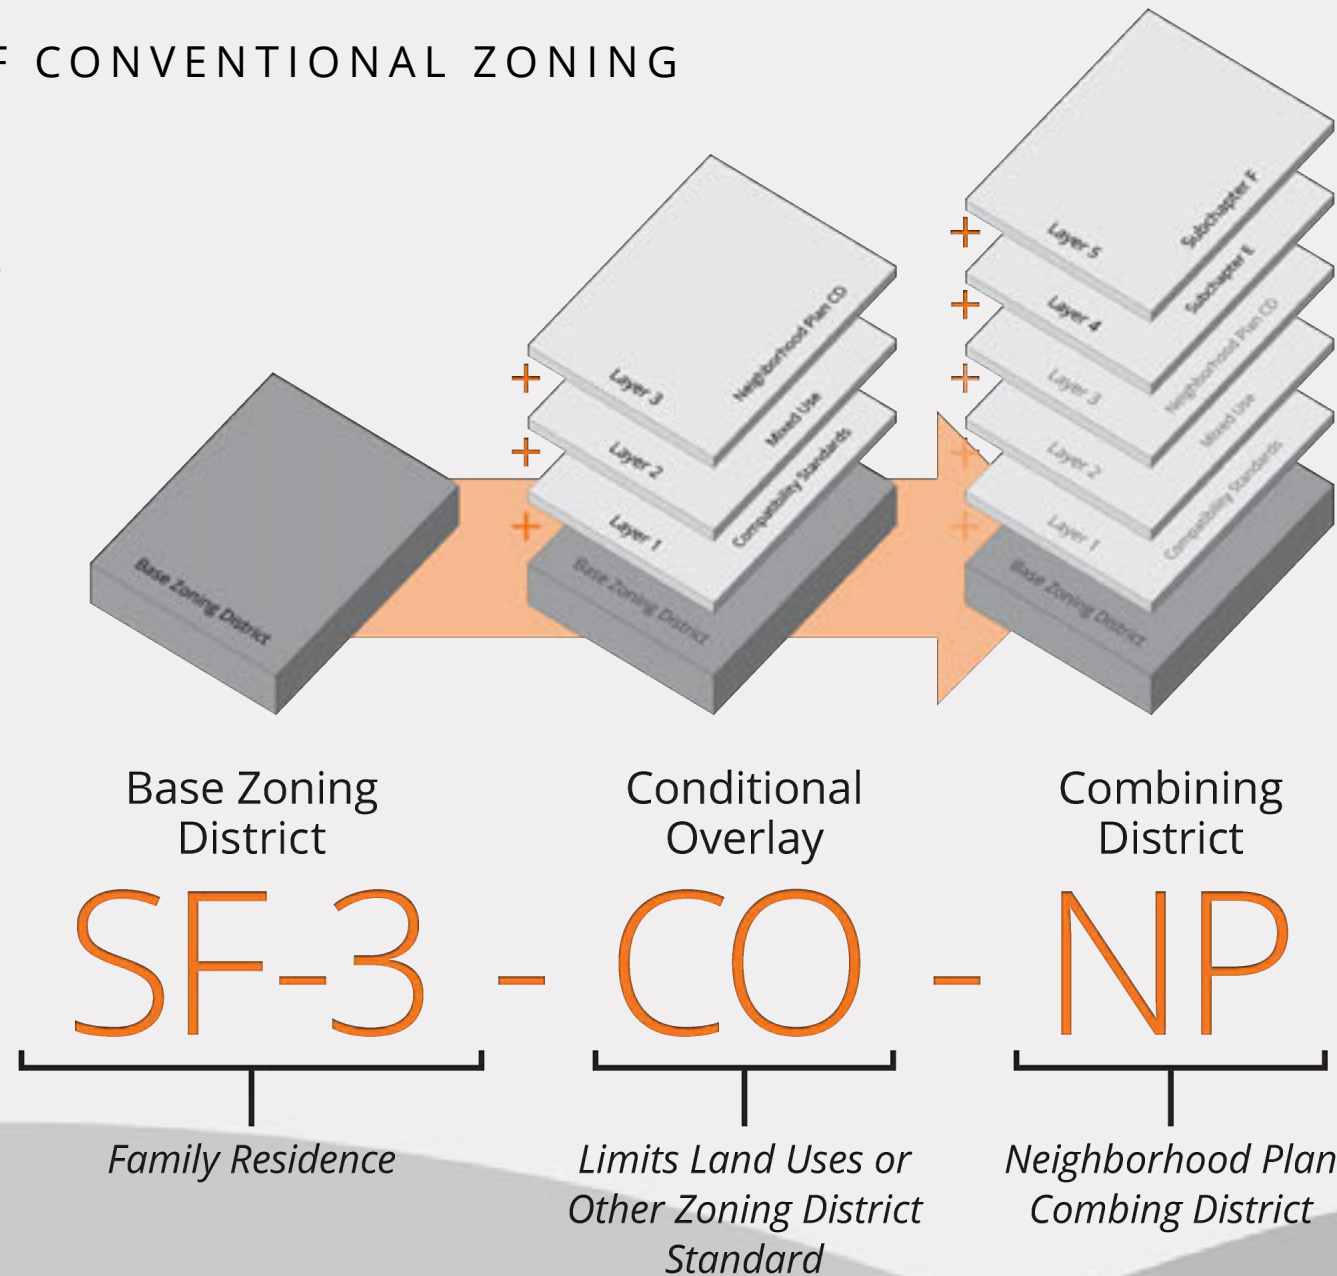 F CONVENTIONAL ZONING
Base Zoning District
Layer 3
Neighborhood Plan CD
Layer 2
Mixed Use
Layer 1
Compatibility Standards
Base Zoning District
Layer 5
Subchapter F
Layer 4
Subchapter E
Layer 3
Neighborhood Plan CD
Layer 2
Mixed Use
Layer 1
Compatibility Standards
Base Zoning District
Base Zoning
District
Conditional
Overlay
Combining
District
SF-3 - CO - NP
Family Residence
Limits Land Uses or
Other Zoning District
Standard
Neighborhood Plan
Combing District